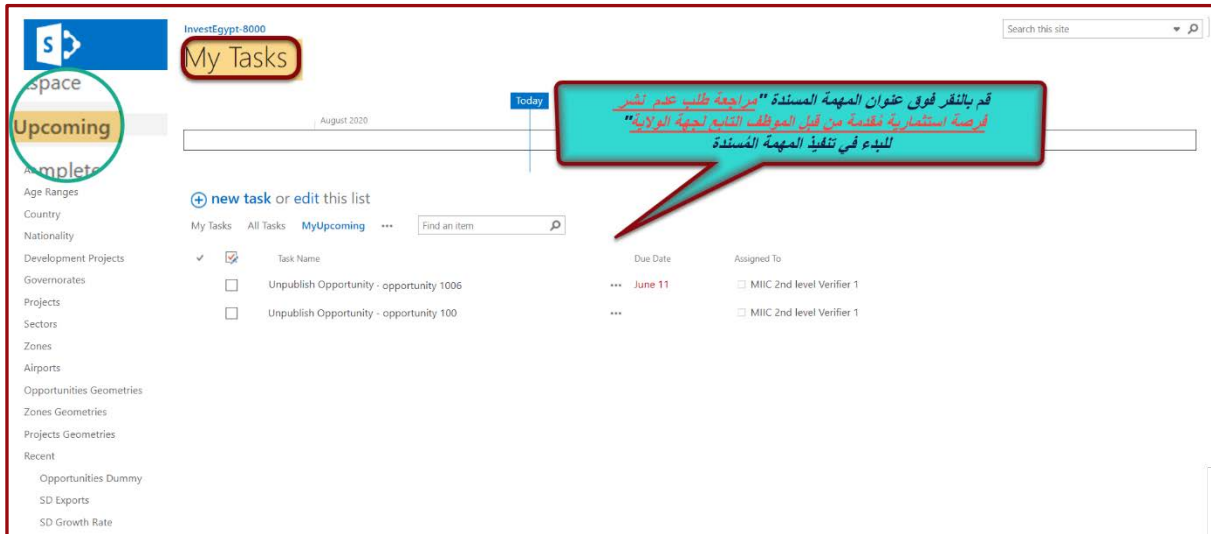 InvestEgypt-8000
My Tasks
Search this site
space
Upcoming
Today
August 2020
قم بالنقر فوق عنوان المهمة المسندة "مراجعة طلب عدم نشر
فرصة استثمارية مُقدمة من قبل الموظف التابع لجهة الولاية"
للبدء في تنفيذ المهمة المُسندة
mplete
Age Ranges
Country
Nationality
Development Projects
Governorates
Projects
Sectors
Zones
Airports
Opportunities Geometries
Zones Geometries
Projects Geometries
Recent
Opportunities Dummy
SD Exports
SD Growth Rate
new task or edit this list
My Tasks All Tasks MyUpcoming ••• Find an item
Task Name Due Date Assigned To
Unpublish Opportunity - opportunity 1006 ••• June 11 MIIC 2nd level Verifier 1
Unpublish Opportunity - opportunity 100 ••• MIIC 2nd level Verifier 1